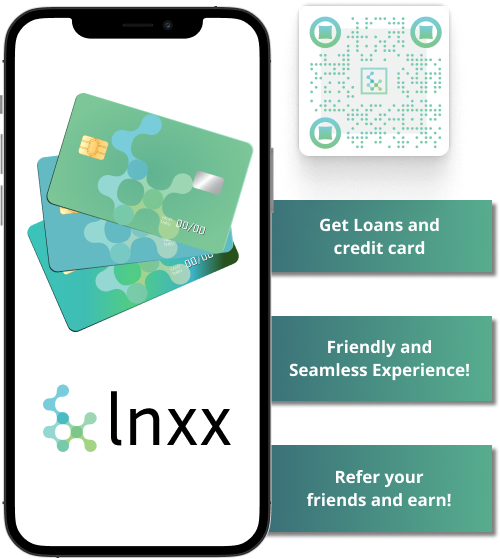 00/00
00/00
lnxx
Get Loans and
credit card
Friendly and
Seamless Experience!
Refer your
friends and earn!